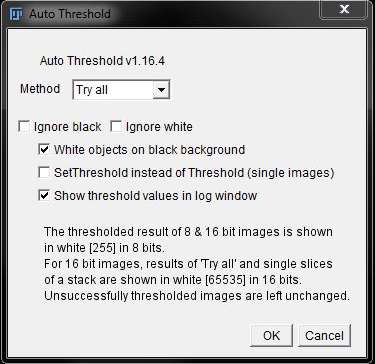 Auto Threshold
Auto Threshold v1.16.4
Method Try all
Ignore black Ignore white
White objects on black background
SetThreshold instead of Threshold (single images)
Show threshold values in log window
The thresholded result of 8 & 16 bit images is shown
in white [255] in 8 bits.
For 16 bit images, results of 'Try all' and single slices
of a stack are shown in white [65535] in 16 bits.
Unsuccessfully thresholded images are left unchanged.
OK Cancel